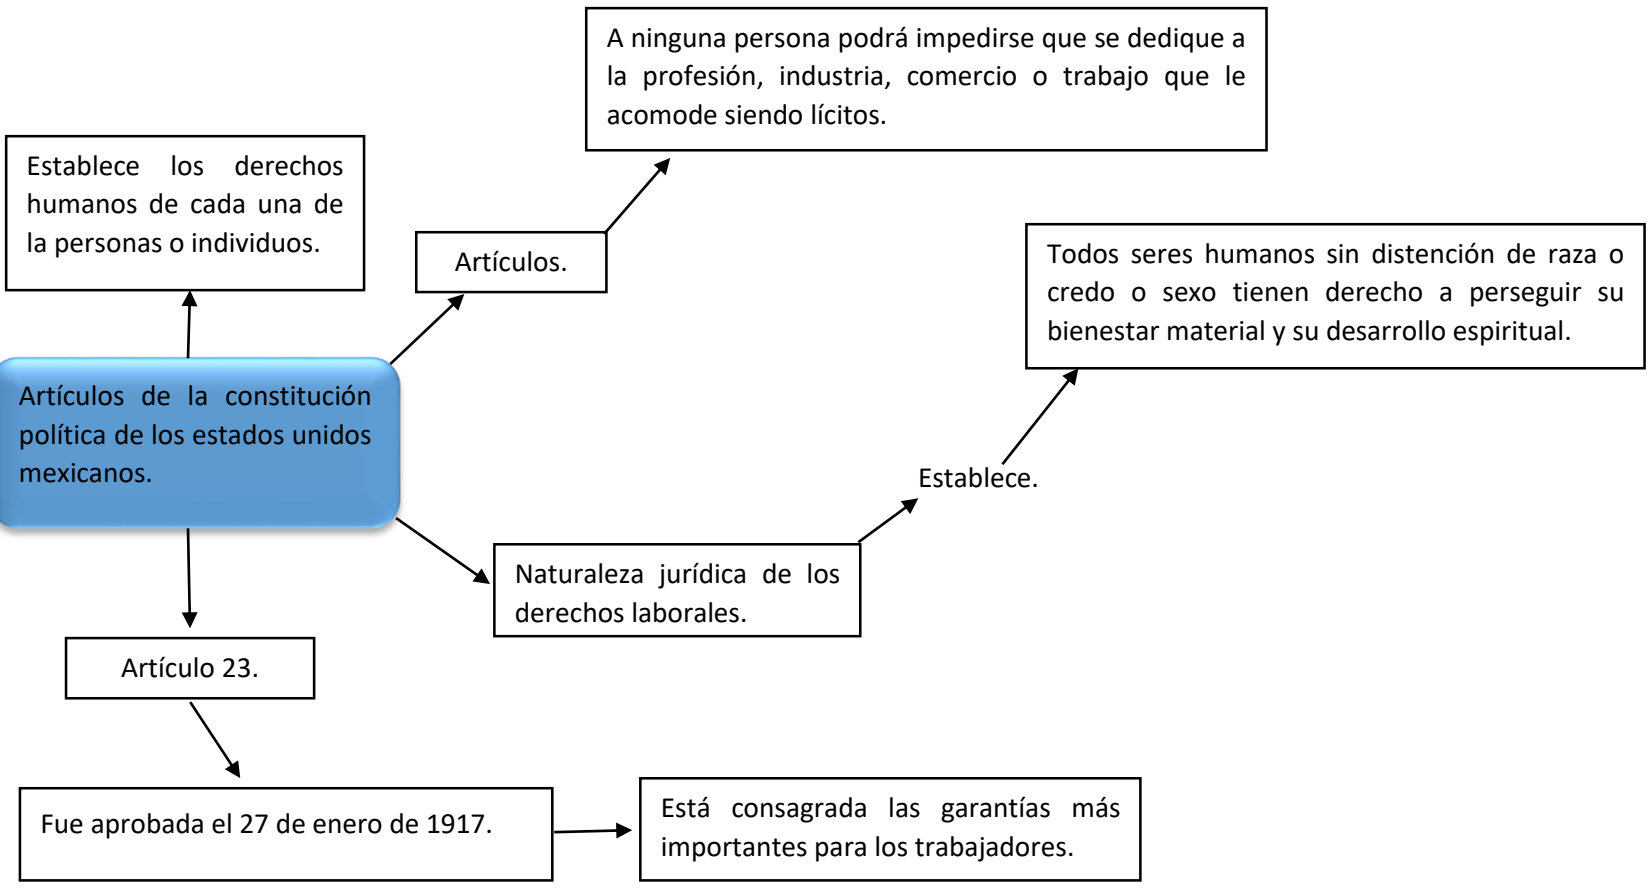 A ninguna persona podrá impedirse que se dedique a
la profesión, industria, comercio o trabajo que le
acomode siendo lícitos.
Establece los derechos
humanos de cada una de
la personas o individuos.
Artículos.
Todos seres humanos sin distención de raza o
credo o sexo tienen derecho a perseguir su
bienestar material y su desarrollo espiritual.
Artículos de la constitución
política de los estados unidos
mexicanos.
Establece.
Naturaleza jurídica de los
derechos laborales.
Artículo 23.
Fue aprobada el 27 de enero de 1917.
Está consagrada las garantías más
importantes para los trabajadores.